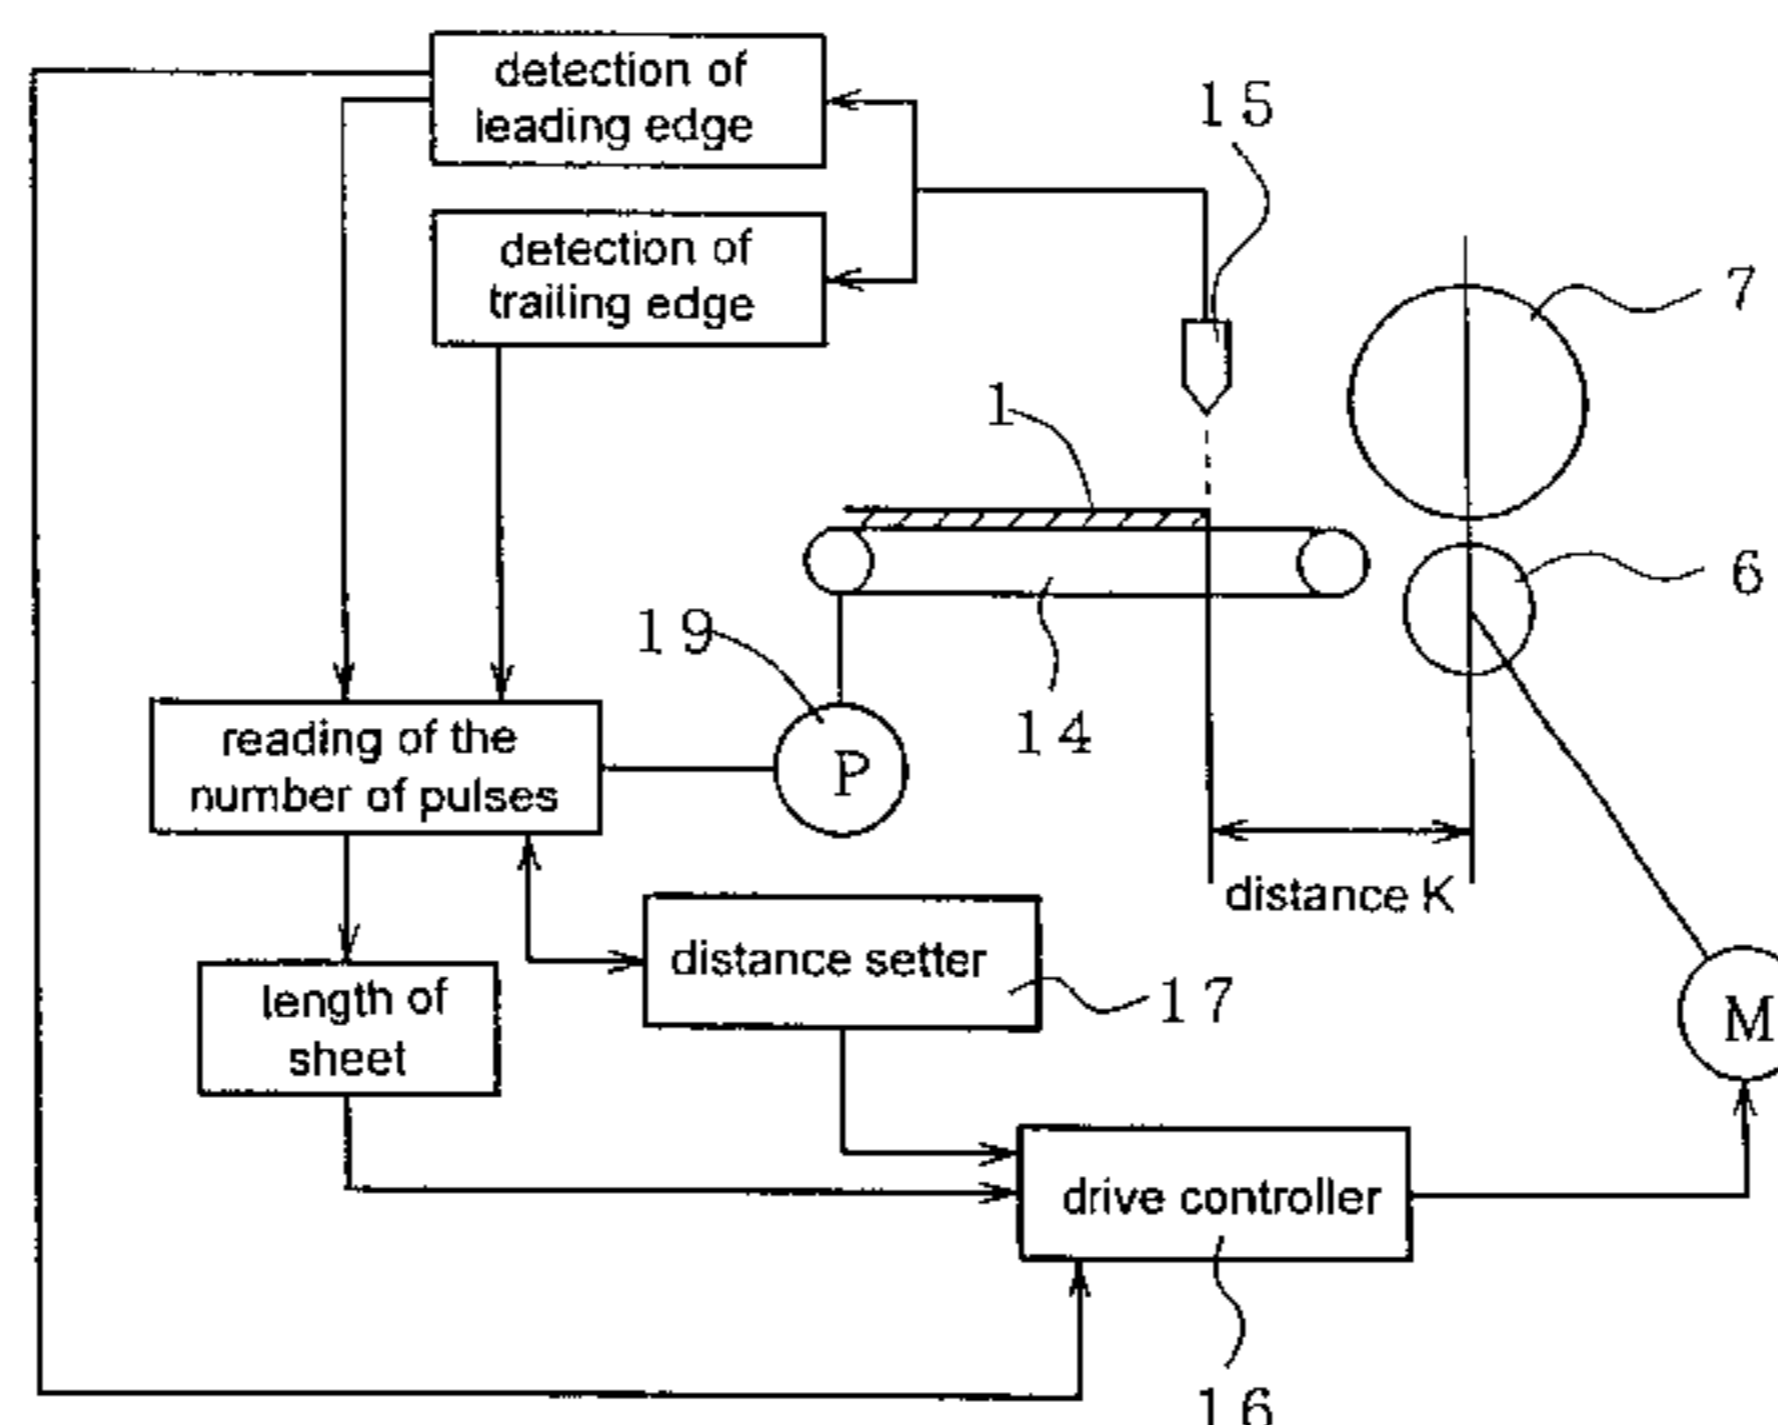 detection of
leading edge
15
detection of
trailing edge
7
1
6
19
14
reading of the
number of pulses
P
distance K
distance setter
17
length of
sheet
M
drive controller
16